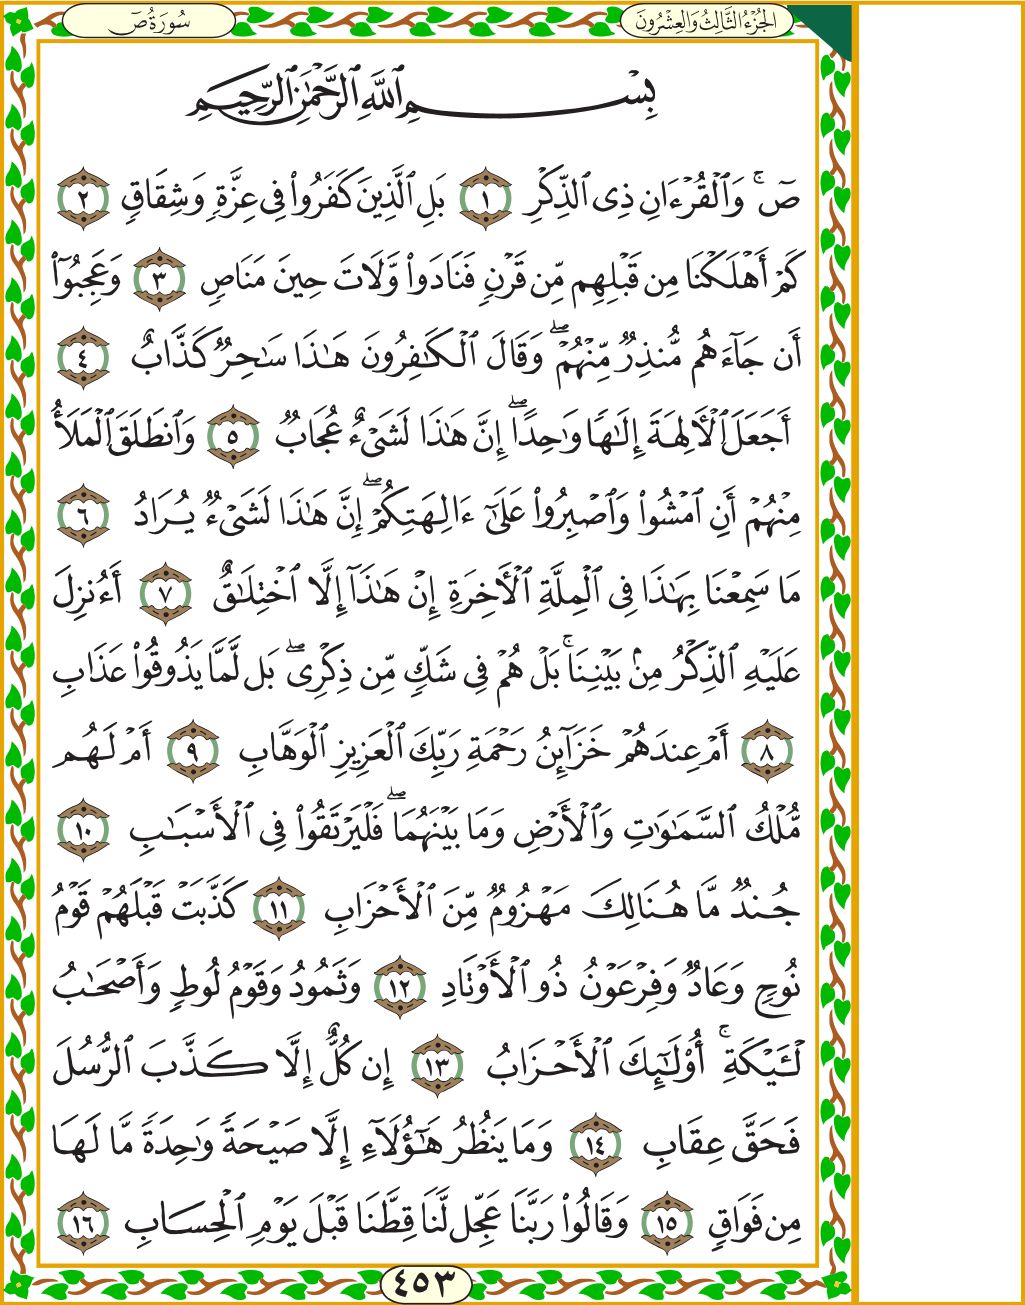 الجُزْءُ الثَّالِثُ وَالعِشْرُونَ
سُورَةُ صٓ
بِسْمِ ٱللَّهِ ٱلرَّحْمَٰنِ ٱلرَّحِيمِ
صٓۚ وَٱلْقُرْءَانِ ذِى ٱلذِّكْرِ ١ بَلِ ٱلَّذِينَ كَفَرُوا۟ فِى عِزَّةٍ وَشِقَاقٍ ٢
كَمْ أَهْلَكْنَا مِن قَبْلِهِم مِّن قَرْنٍ فَنَادَوا۟ وَّلَاتَ حِينَ مَنَاصٍ ٣ وَعَجِبُوٓا۟
أَن جَآءَهُم مُّنذِرٌ مِّنْهُمْۖ وَقَالَ ٱلْكَـٰفِرُونَ هَـٰذَا سَـٰحِرٌ كَذَّابٌ ٤
أَجَعَلَ ٱلْأَلِهَةَ إِلَـٰهًا وَٰحِدًاۖ إِنَّ هَـٰذَا لَشَىْءٌ عُجَابٌ ٥ وَٱنطَلَقَ ٱلْمَلَأُ
مِنْهُمْ أَنِ ٱمْشُوا۟ وَٱصْبِرُوا۟ عَلَىٰٓ ءَالِهَتِكُمْۖ إِنَّ هَـٰذَا لَشَىْءٌ يُرَادُ ٦
مَا سَمِعْنَا بِهَـٰذَا فِى ٱلْمِلَّةِ ٱلْأَخِرَةِ إِنْ هَـٰذَآ إِلَّا ٱخْتِلَـٰقٌ ٧ أَءُنزِلَ
عَلَيْهِ ٱلذِّكْرُ مِنۢ بَيْنِنَاۚ بَلْ هُمْ فِى شَكٍّ مِّن ذِكْرِىۖ بَل لَّمَّا يَذُوقُوا۟ عَذَابِ
٨ أَمْ عِندَهُمْ خَزَآئِنُ رَحْمَةِ رَبِّكَ ٱلْعَزِيزِ ٱلْوَهَّابِ ٩ أَمْ لَهُم
مُّلْكُ ٱلسَّمَـٰوَٰتِ وَٱلْأَرْضِ وَمَا بَيْنَهُمَاۖ فَلْيَرْتَقُوا۟ فِى ٱلْأَسْبَـٰبِ ١٠
جُندٌ مَّا هُنَالِكَ مَهْزُومٌ مِّنَ ٱلْأَحْزَابِ ١١ كَذَّبَتْ قَبْلَهُمْ قَوْمُ
نُوحٍ وَعَادٌ وَفِرْعَوْنُ ذُو ٱلْأَوْتَادِ ١٢ وَثَمُودُ وَقَوْمُ لُوطٍ وَأَصْحَـٰبُ
لْـَٔيْكَةِۚ أُو۟لَـٰٓئِكَ ٱلْأَحْزَابُ ١٣ إِن كُلٌّ إِلَّا كَذَّبَ ٱلرُّسُلَ
فَحَقَّ عِقَابِ ١٤ وَمَا يَنظُرُ هَـٰٓؤُلَآءِ إِلَّا صَيْحَةً وَٰحِدَةً مَّا لَهَا
مِن فَوَاقٍ ١٥ وَقَالُوا۟ رَبَّنَا عَجِّل لَّنَا قِطَّنَا قَبْلَ يَوْمِ ٱلْحِسَابِ ١٦
٤٥٣